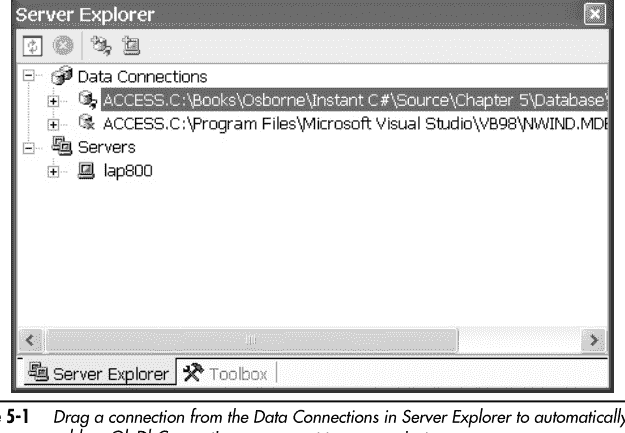 Server Explorer
Data Connections
ACCESS.C:\Books\Osborne\Instant C#\Source\Chapter 5\Database\
ACCESS.C:\Program Files\Microsoft Visual Studio\VB98\NWIND.MDB
Servers
lap800
Server Explorer
Toolbox
5-1 Drag a connection from the Data Connections in Server Explorer to automatically